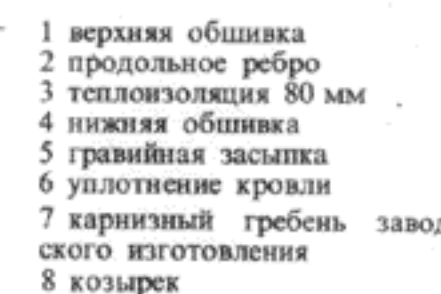 1 верхняя обшивка
2 продольное ребро
3 теплоизоляция 80 мм
4 нижняя обшивка
5 гравийная засыпка
6 уплотнение кровли
7 карнизный гребень завод
ского изготовления
8 козырек